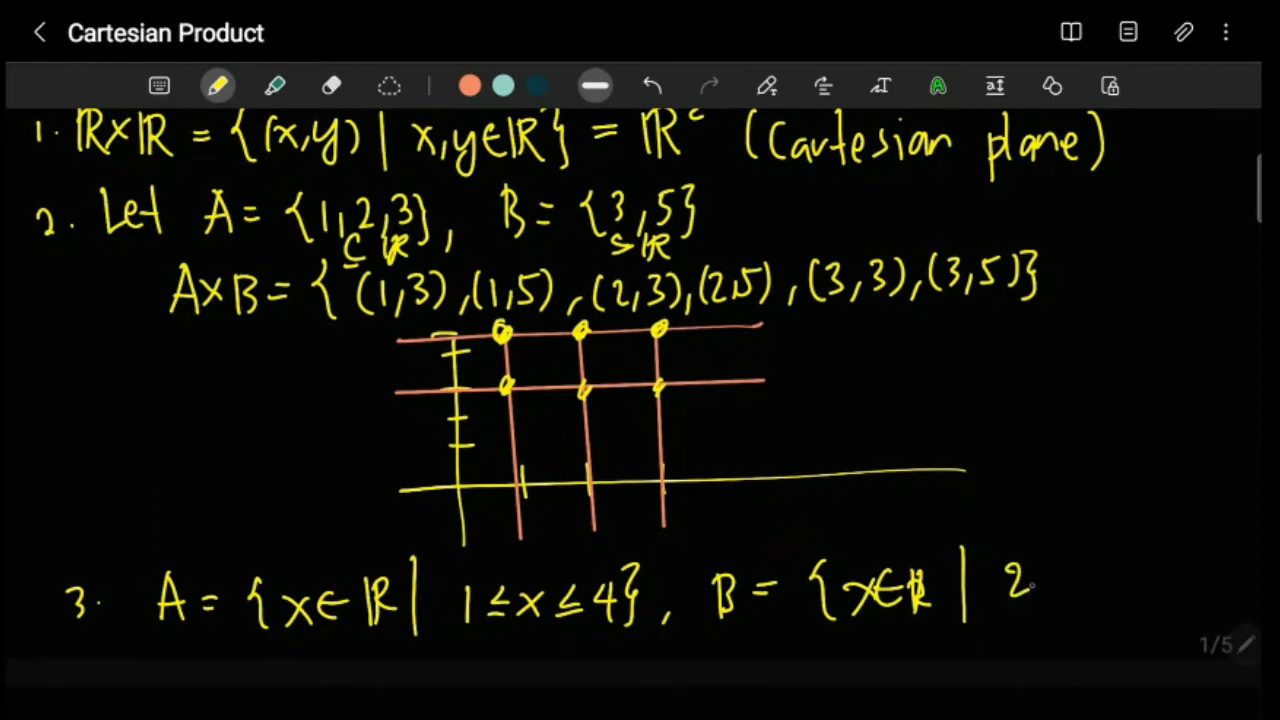 Cartesian Product
1. ℝ×ℝ = {(x,y) | x,y∈ℝ} = ℝ² (Cartesian plane)
2. Let A = {1,2,3}, B = {3,5}
⊆ ℝ ⊆ ℝ
A×B = { (1,3),(1,5),(2,3),(2,5),(3,3),(3,5)}
3. A = {x∈ℝ | 1≤x≤4}, B = {x∈ℝ | 2
1/5